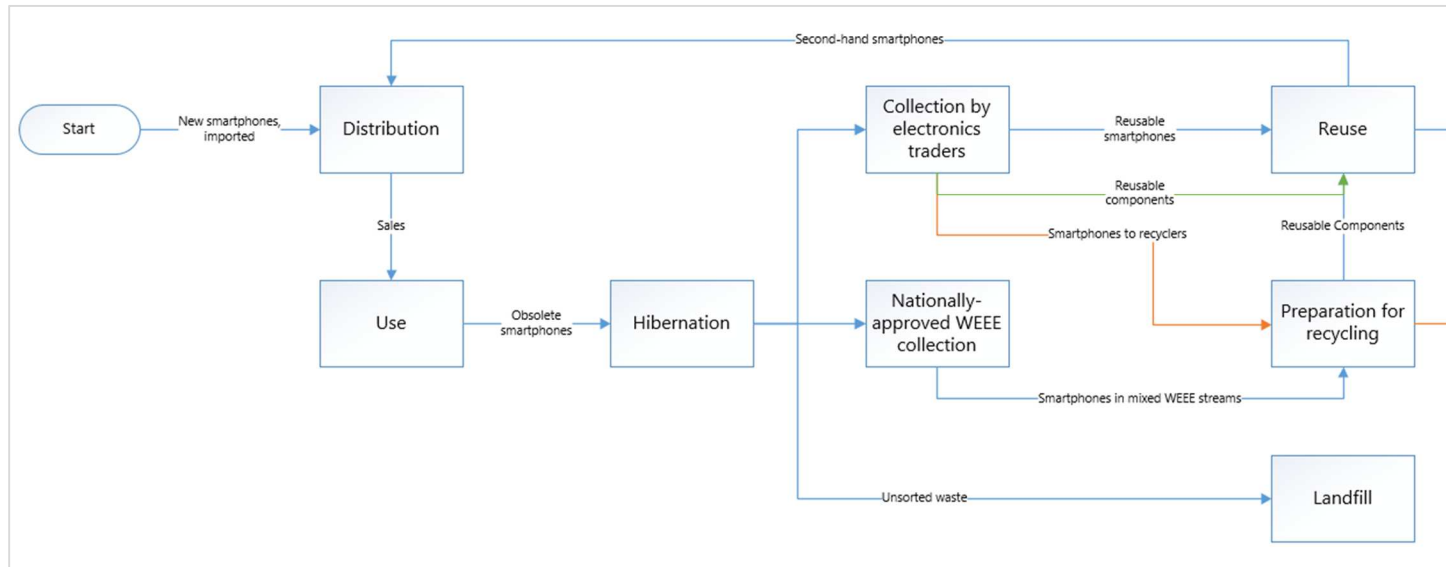 Second-hand smartphones
Start
New smartphones,
imported
Distribution
Collection by
electronics
traders
Reusable
smartphones
Reuse
Reusable
components
Sales
Smartphones to recyclers
Reusable Components
Use
Obsolete
smartphones
Hibernation
Nationally-
approved WEEE
collection
Preparation for
recycling
Smartphones in mixed WEEE streams
Unsorted waste
Landfill